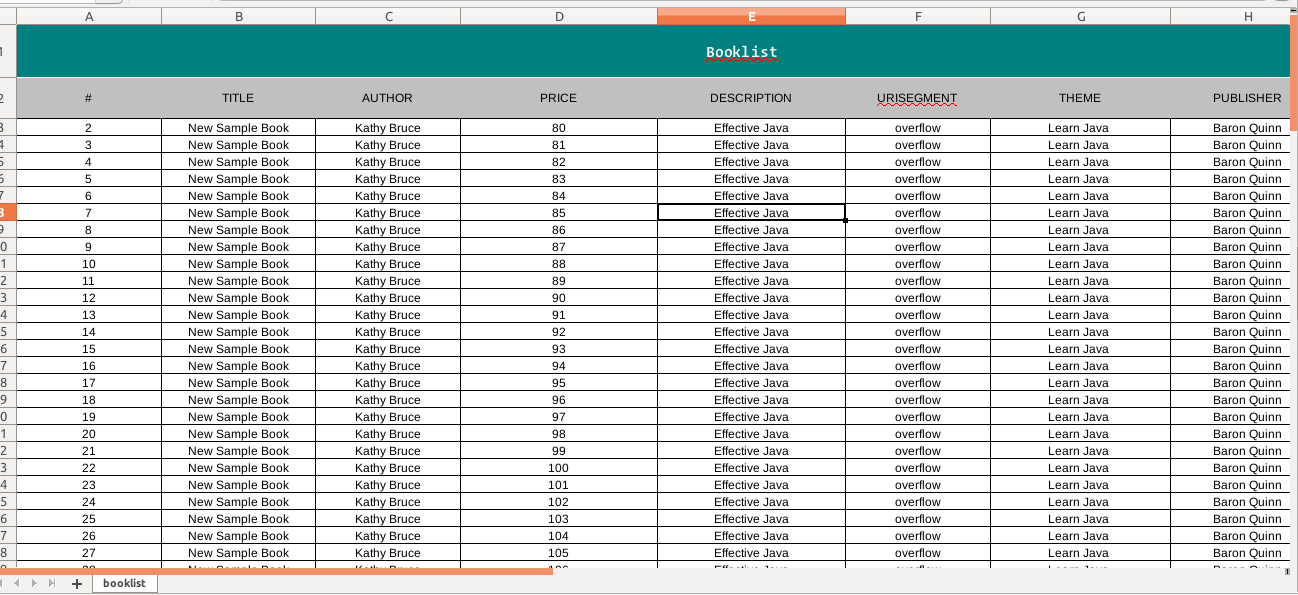 A B C D E F G H
1 Booklist
2 # TITLE AUTHOR PRICE DESCRIPTION URISEGMENT THEME PUBLISHER
3 2 New Sample Book Kathy Bruce 80 Effective Java overflow Learn Java Baron Quinn
4 3 New Sample Book Kathy Bruce 81 Effective Java overflow Learn Java Baron Quinn
5 4 New Sample Book Kathy Bruce 82 Effective Java overflow Learn Java Baron Quinn
6 5 New Sample Book Kathy Bruce 83 Effective Java overflow Learn Java Baron Quinn
7 6 New Sample Book Kathy Bruce 84 Effective Java overflow Learn Java Baron Quinn
8 7 New Sample Book Kathy Bruce 85 Effective Java overflow Learn Java Baron Quinn
9 8 New Sample Book Kathy Bruce 86 Effective Java overflow Learn Java Baron Quinn
0 9 New Sample Book Kathy Bruce 87 Effective Java overflow Learn Java Baron Quinn
1 10 New Sample Book Kathy Bruce 88 Effective Java overflow Learn Java Baron Quinn
2 11 New Sample Book Kathy Bruce 89 Effective Java overflow Learn Java Baron Quinn
3 12 New Sample Book Kathy Bruce 90 Effective Java overflow Learn Java Baron Quinn
4 13 New Sample Book Kathy Bruce 91 Effective Java overflow Learn Java Baron Quinn
5 14 New Sample Book Kathy Bruce 92 Effective Java overflow Learn Java Baron Quinn
6 15 New Sample Book Kathy Bruce 93 Effective Java overflow Learn Java Baron Quinn
7 16 New Sample Book Kathy Bruce 94 Effective Java overflow Learn Java Baron Quinn
8 17 New Sample Book Kathy Bruce 95 Effective Java overflow Learn Java Baron Quinn
9 18 New Sample Book Kathy Bruce 96 Effective Java overflow Learn Java Baron Quinn
0 19 New Sample Book Kathy Bruce 97 Effective Java overflow Learn Java Baron Quinn
1 20 New Sample Book Kathy Bruce 98 Effective Java overflow Learn Java Baron Quinn
2 21 New Sample Book Kathy Bruce 99 Effective Java overflow Learn Java Baron Quinn
3 22 New Sample Book Kathy Bruce 100 Effective Java overflow Learn Java Baron Quinn
4 23 New Sample Book Kathy Bruce 101 Effective Java overflow Learn Java Baron Quinn
5 24 New Sample Book Kathy Bruce 102 Effective Java overflow Learn Java Baron Quinn
6 25 New Sample Book Kathy Bruce 103 Effective Java overflow Learn Java Baron Quinn
7 26 New Sample Book Kathy Bruce 104 Effective Java overflow Learn Java Baron Quinn
8 27 New Sample Book Kathy Bruce 105 Effective Java overflow Learn Java Baron Quinn
booklist